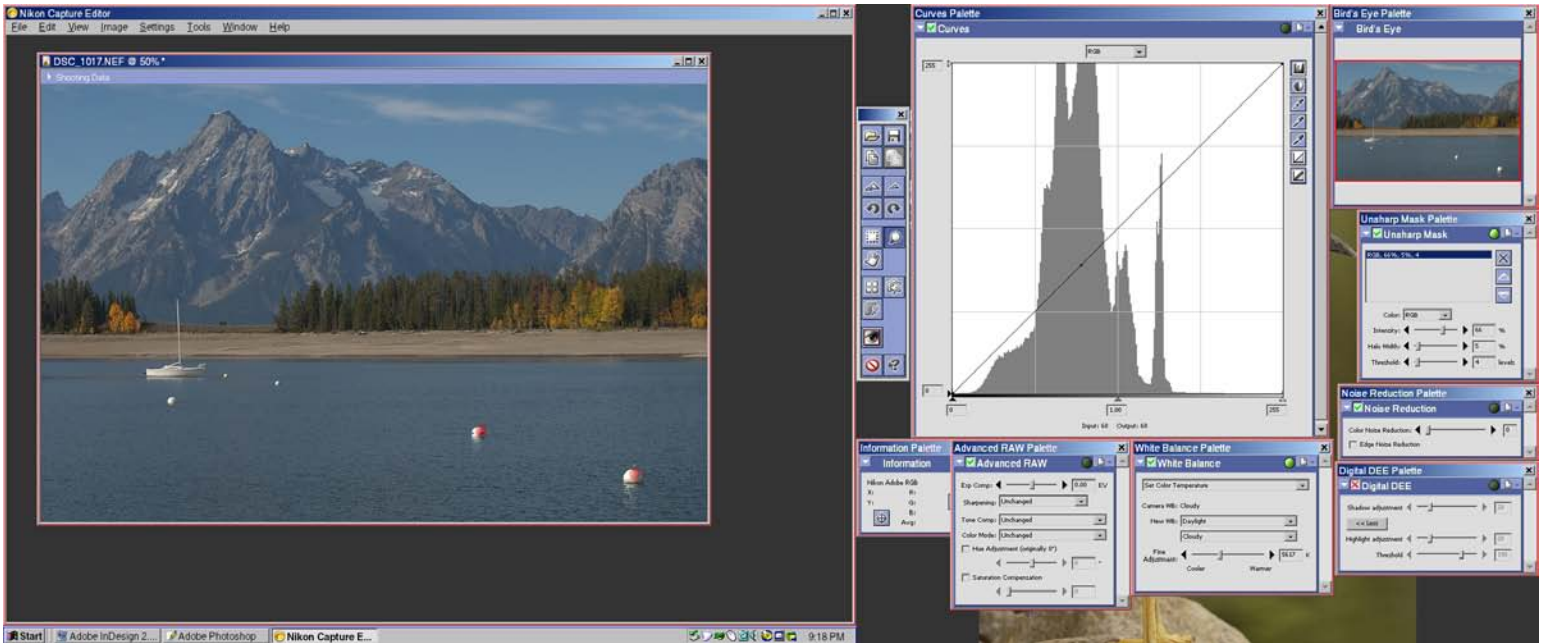 Nikon Capture Editor
File Edit View Image Settings Tools Window Help
DSC_1017.NEF @ 50% *
Shooting Data
Curves Palette
Curves
RGB
255
0
0 1.00 255
Input: 60 Output: 60
Bird's Eye Palette
Bird's Eye
Unsharp Mask Palette
Unsharp Mask
RGB, 66%, 5%, 4
Color: RGB
Intensity: 66 %
Halo Width: 5 %
Threshold: 4 levels
Noise Reduction Palette
Noise Reduction
Color Noise Reduction: 0
Edge Noise Reduction
Information Palette
Information
Nikon Adobe RGB
X: R:
Y: G:
B:
Avg:
Advanced RAW Palette
Advanced RAW
Exp Comp: 0.00 EV
Sharpening: Unchanged
Tone Comp: Unchanged
Color Mode: Unchanged
Hue Adjustment (originally 0°)
Saturation Compensation
White Balance Palette
White Balance
Set Color Temperature
Camera WB: Cloudy
New WB: Daylight
Cloudy
Fine Adjustment: K
Cooler Warmer
Digital DEE Palette
Digital DEE
Shadow adjustment
<< Less
Highlight adjustment
Threshold
Start Adobe InDesign 2.... Adobe Photoshop Nikon Capture E... 9:18 PM